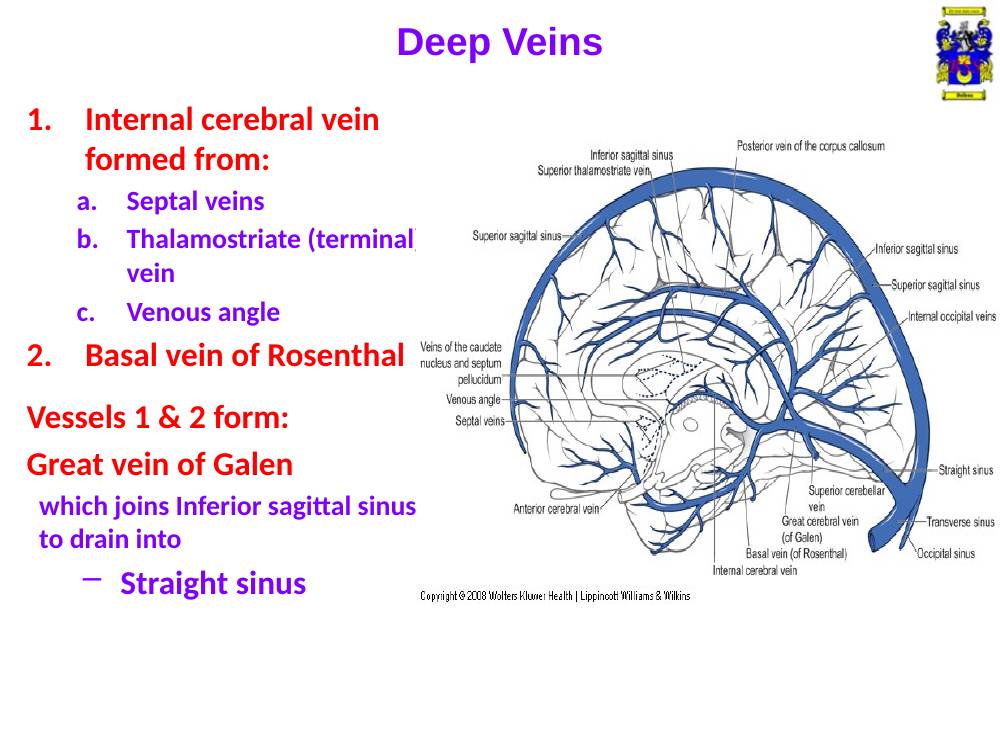 Deep Veins
1. Internal cerebral vein
formed from:
a. Septal veins
b. Thalamostriate (terminal)
vein
c. Venous angle
2. Basal vein of Rosenthal
Vessels 1 & 2 form:
Great vein of Galen
which joins Inferior sagittal sinus
to drain into
– Straight sinus
Posterior vein of the corpus callosum
Inferior sagittal sinus
Superior thalamostriate vein
Superior sagittal sinus
Inferior sagittal sinus
Superior sagittal sinus
Internal occipital veins
Veins of the caudate
nucleus and septum
pellucidum
Venous angle
Septal veins
Anterior cerebral vein
Straight sinus
Superior cerebellar
vein
Great cerebral vein
(of Galen)
Transverse sinus
Basal vein (of Rosenthal)
Occipital sinus
Internal cerebral vein
Copyright © 2008 Wolters Kluwer Health | Lippincott Williams & Wilkins